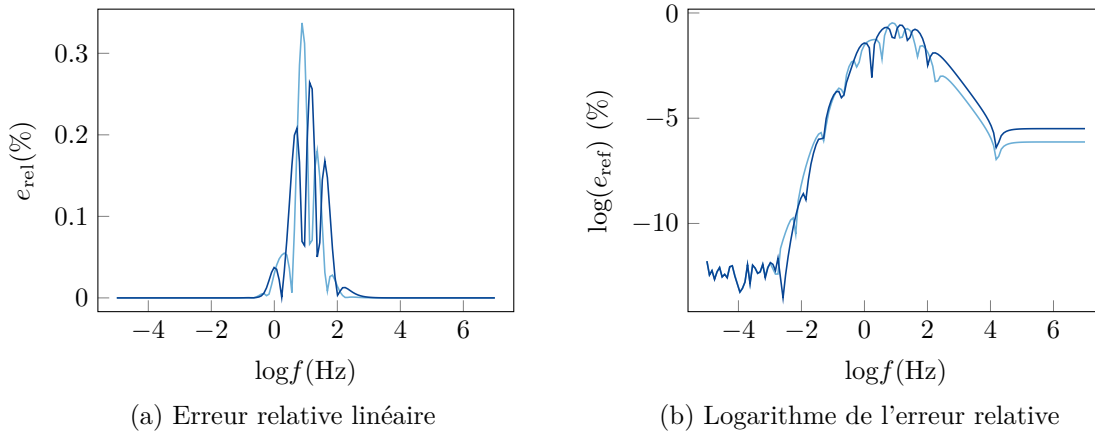 0.3
0.2
0.1
0
e_rel(%)
−4 −2 0 2 4 6
log f(Hz)
(a) Erreur relative linéaire
0
−5
−10
log(e_ref) (%)
−4 −2 0 2 4 6
log f(Hz)
(b) Logarithme de l'erreur relative